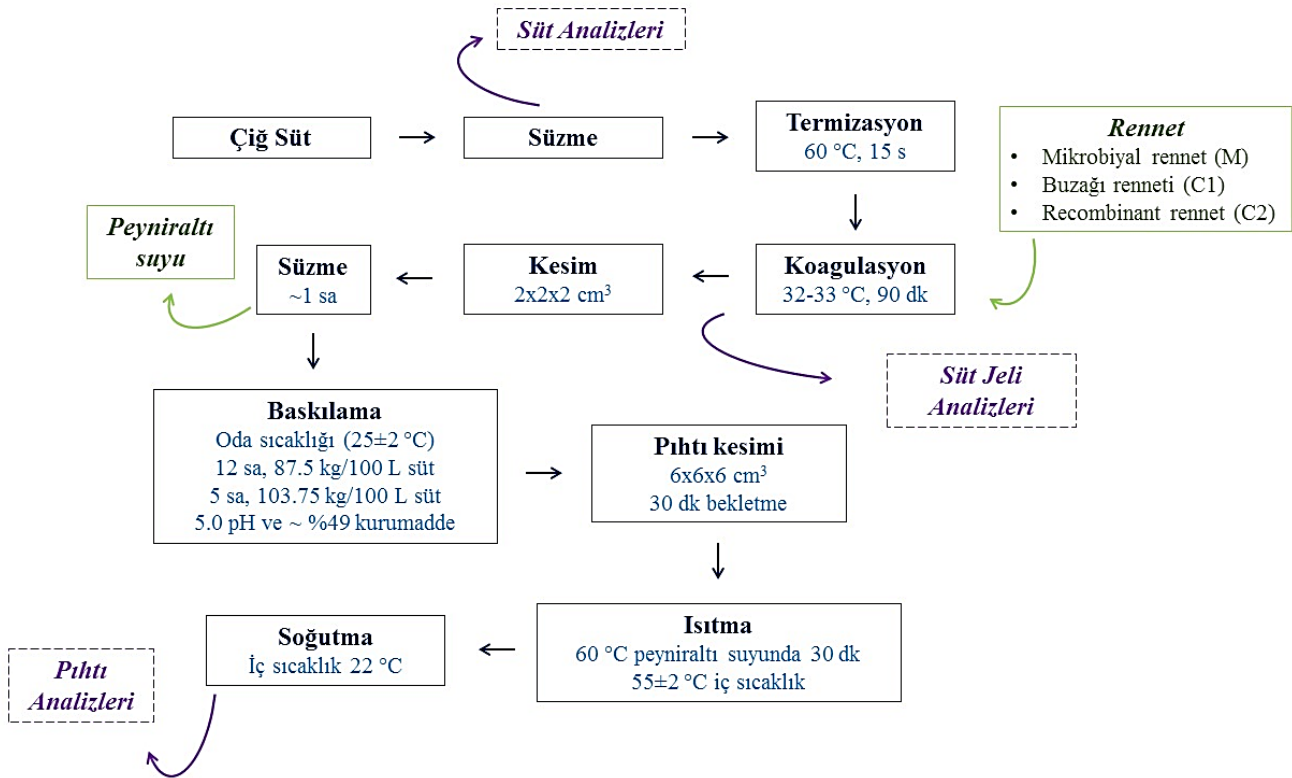 Süt Analizleri
Çiğ Süt
Süzme
Termizasyon
60 °C, 15 s
Rennet
• Mikrobiyal rennet (M)
• Buzağı renneti (C1)
• Recombinant rennet (C2)
Peyniraltı
suyu
Süzme
~1 sa
Kesim
2x2x2 cm³
Koagulasyon
32-33 °C, 90 dk
Süt Jeli
Analizleri
Baskılama
Oda sıcaklığı (25±2 °C)
12 sa, 87.5 kg/100 L süt
5 sa, 103.75 kg/100 L süt
5.0 pH ve ~ %49 kurumadde
Pıhtı kesimi
6x6x6 cm³
30 dk bekletme
Isıtma
60 °C peyniraltı suyunda 30 dk
55±2 °C iç sıcaklık
Soğutma
İç sıcaklık 22 °C
Pıhtı
Analizleri